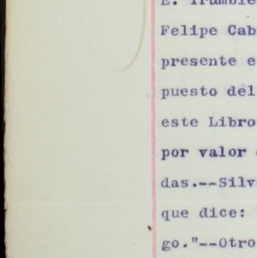 Felipe Cab
presente e
puesto del
este Libro
por valor
das.--Silv
que dice:
go."--Otro